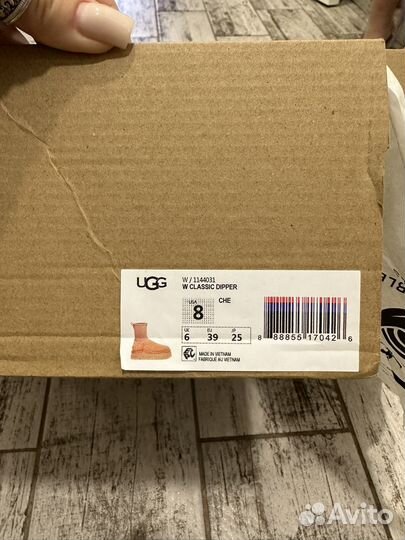 UGG
W / 1144031
W CLASSIC DIPPER
USA
8
CHE
UK EU JP
6 39 25
MADE IN VIETNAM
FABRIQUÉ AU VIETNAM
8 88855 17042 6
Avito